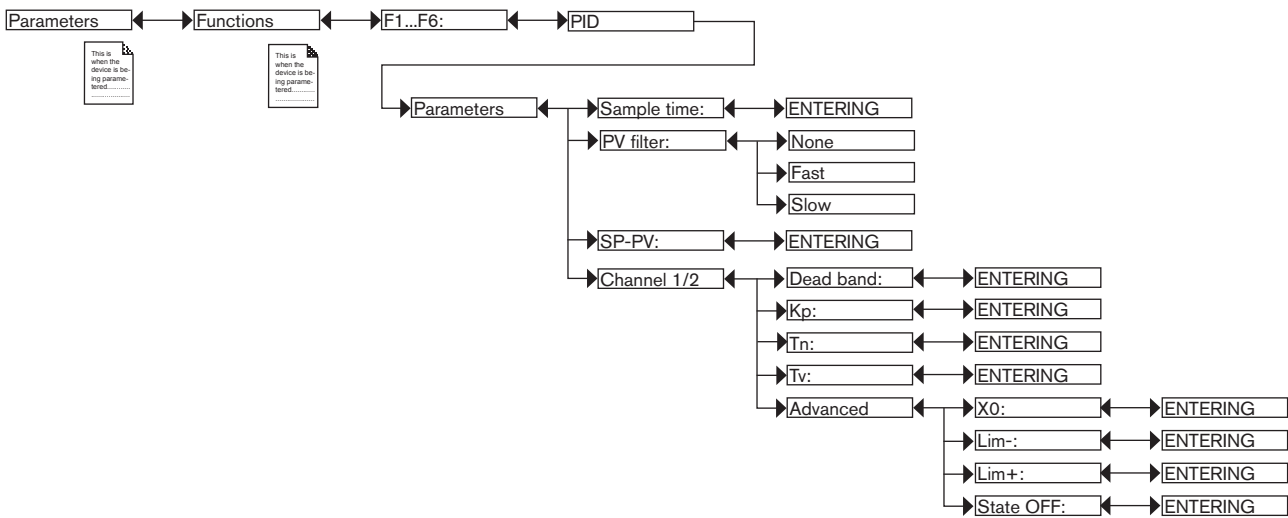 Parameters
Functions
F1...F6:
PID
This is
when the
device is be-
ing parame-
tered...........
...................
This is
when the
device is be-
ing parame-
tered...........
...................
Parameters
Sample time:
ENTERING
PV filter:
None
Fast
Slow
SP-PV:
ENTERING
Channel 1/2
Dead band:
ENTERING
Kp:
ENTERING
Tn:
ENTERING
Tv:
ENTERING
Advanced
X0:
ENTERING
Lim-:
ENTERING
Lim+:
ENTERING
State OFF:
ENTERING